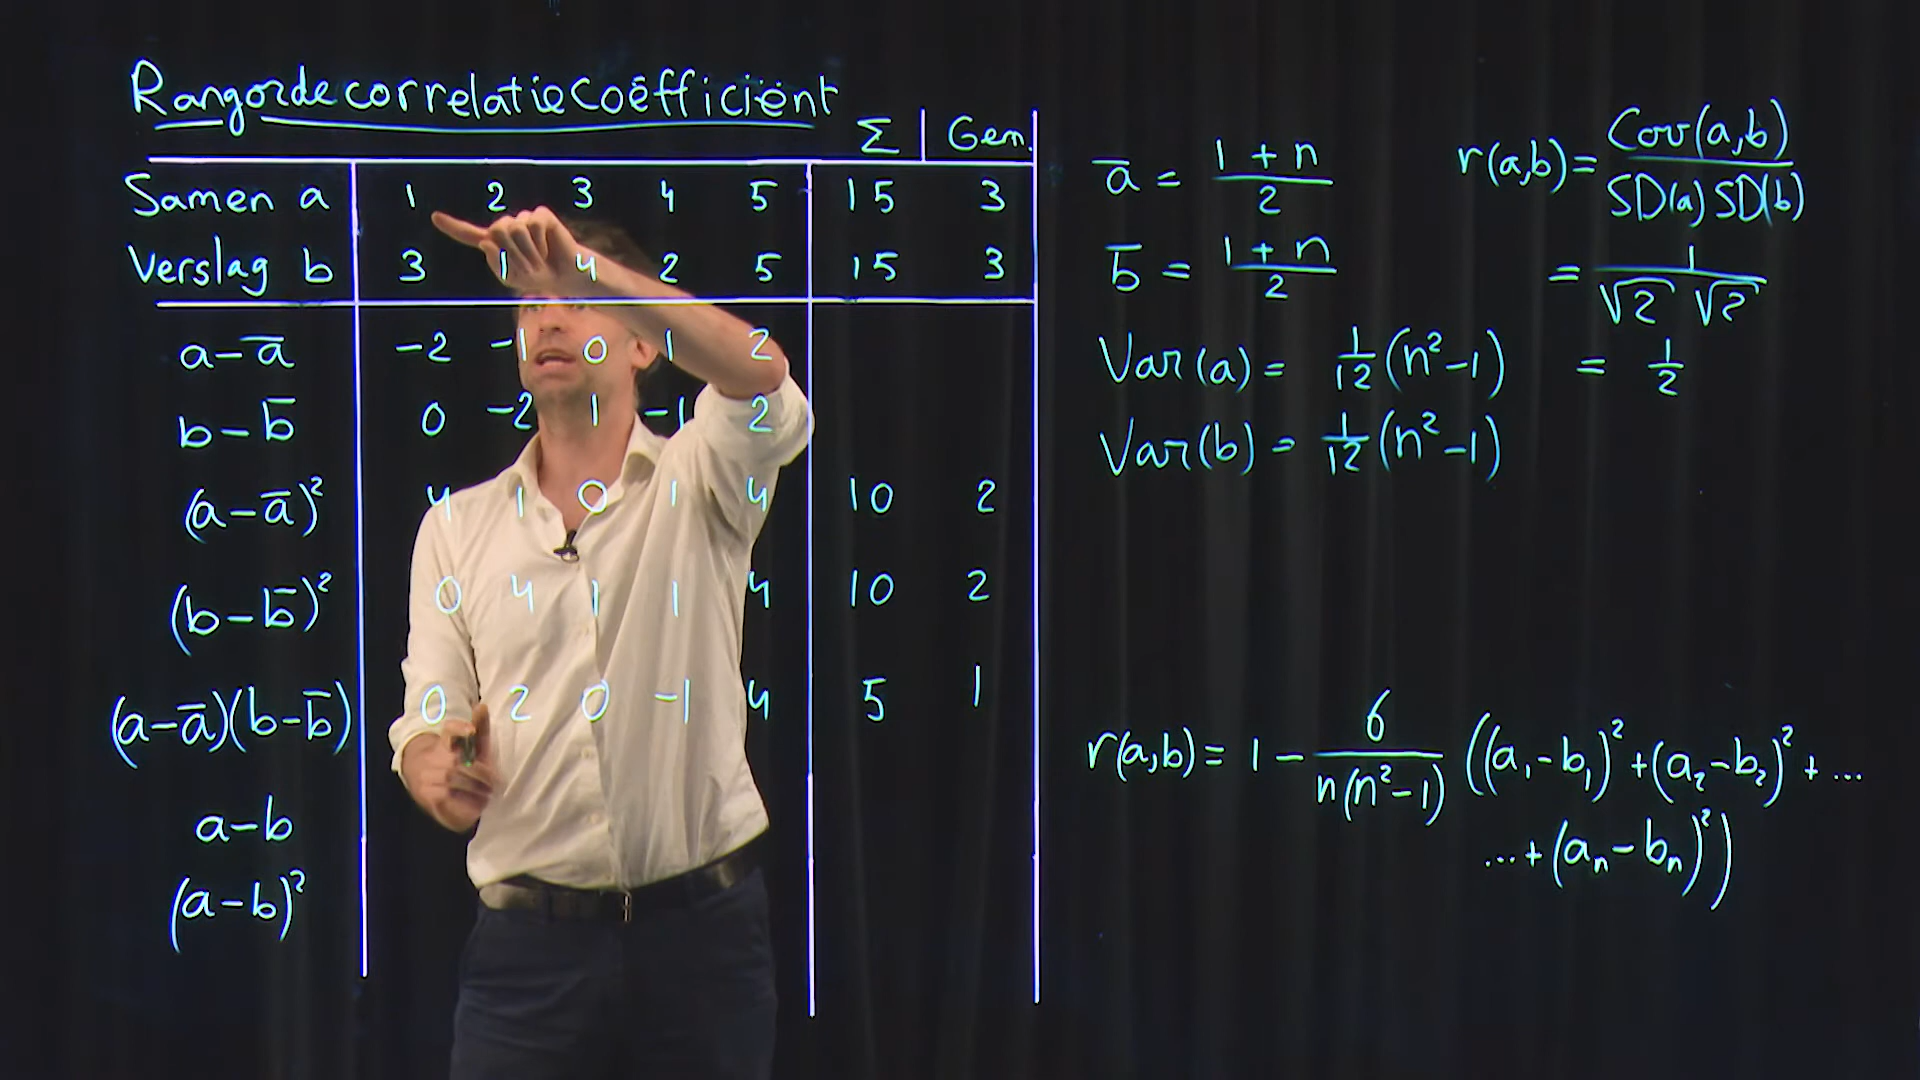 Rangordecorrelatiecoëfficiënt
Σ Gem.
Samen a 1 2 3 4 5 15 3
Verslag b 3 1 4 2 5 15 3
a-a̅ -2 -1 0 1 2
b-b̅ 0 -2 1 -1 2
(a-a̅)² 4 1 0 1 4 10 2
(b-b̅)² 0 4 1 1 4 10 2
(a-a̅)(b-b̅) 0 2 0 -1 4 5 1
a-b
(a-b)²
a̅ = (1+n)/2
b̅ = (1+n)/2
Var(a) = 1/12 (n²-1)
Var(b) = 1/12 (n²-1)
r(a,b) = Cov(a,b) / SD(a) SD(b)
= 1 / √2 √2
= 1/2
r(a,b) = 1 - 6/n(n²-1) ((a₁-b₁)² + (a₂-b₂)² + ...
... + (aₙ-bₙ)²)